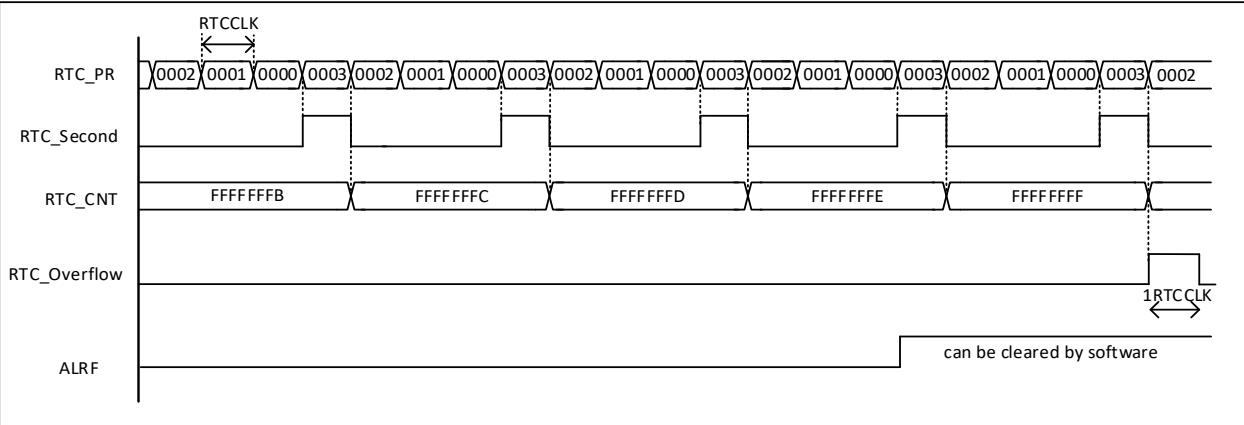 RTCCLK
RTC_PR 0002 0001 0000 0003 0002 0001 0000 0003 0002 0001 0000 0003 0002 0001 0000 0003 0002 0001 0000 0003 0002
RTC_Second
RTC_CNT FFFFFFFB FFFFFFFC FFFFFFFD FFFFFFFE FFFFFFFF
RTC_Overflow
1RTCCLK
can be cleared by software
ALRF